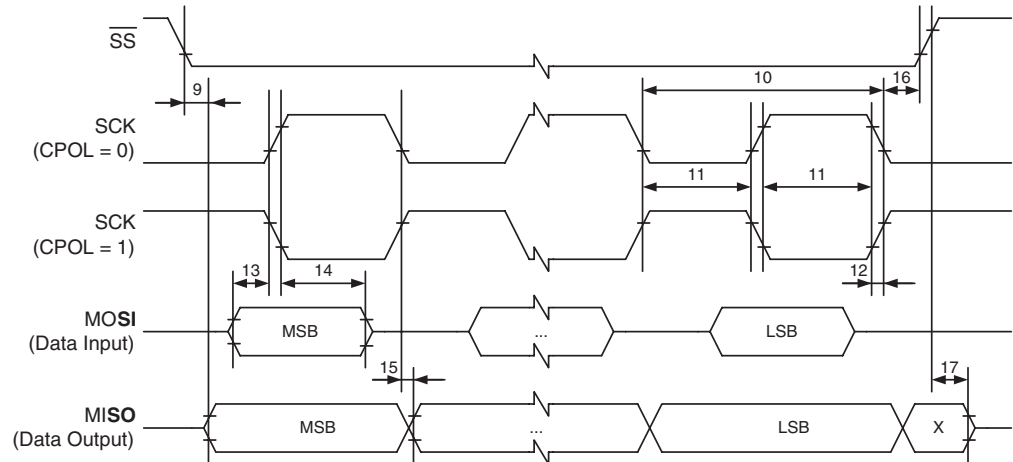 SS
9
10
16
SCK
(CPOL = 0)
11
11
SCK
(CPOL = 1)
13
14
12
MOSI
(Data Input)
MSB
...
LSB
15
17
MISO
(Data Output)
MSB
...
LSB
X